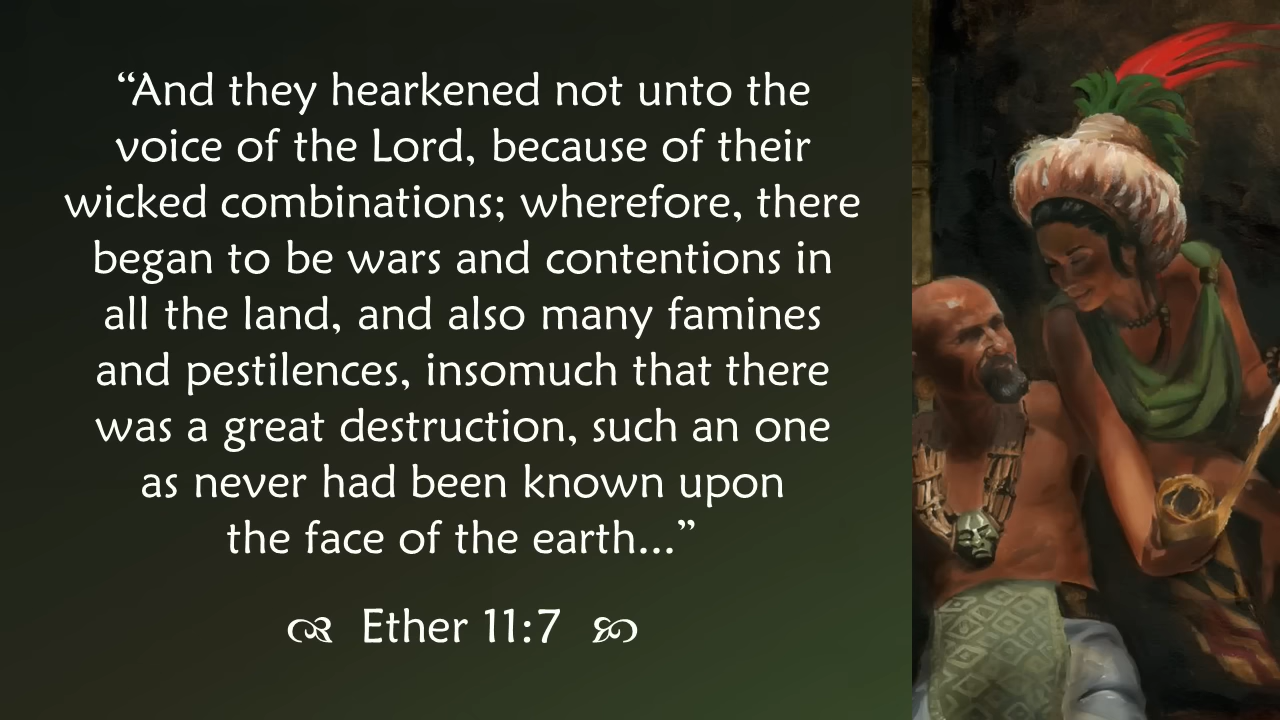 “And they hearkened not unto the
voice of the Lord, because of their
wicked combinations; wherefore, there
began to be wars and contentions in
all the land, and also many famines
and pestilences, insomuch that there
was a great destruction, such an one
as never had been known upon
the face of the earth...”
Ether 11:7